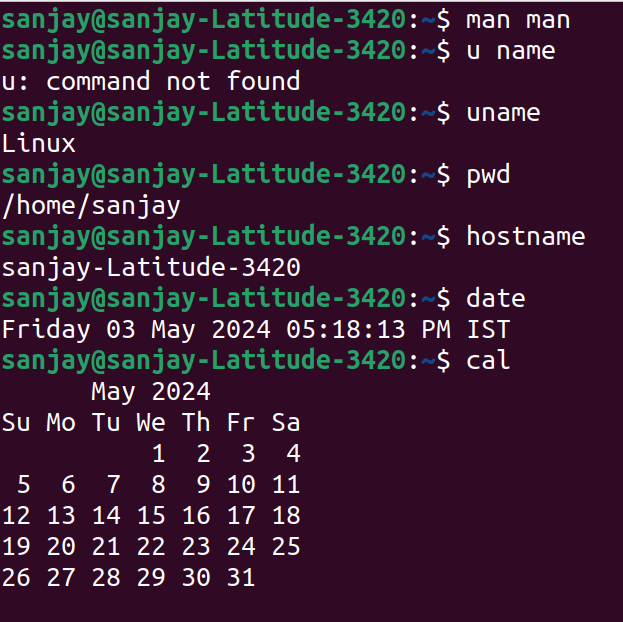 sanjay@sanjay-Latitude-3420:~$ man man
sanjay@sanjay-Latitude-3420:~$ u name
u: command not found
sanjay@sanjay-Latitude-3420:~$ uname
Linux
sanjay@sanjay-Latitude-3420:~$ pwd
/home/sanjay
sanjay@sanjay-Latitude-3420:~$ hostname
sanjay-Latitude-3420
sanjay@sanjay-Latitude-3420:~$ date
Friday 03 May 2024 05:18:13 PM IST
sanjay@sanjay-Latitude-3420:~$ cal
      May 2024
Su Mo Tu We Th Fr Sa
          1  2  3  4
 5  6  7  8  9 10 11
12 13 14 15 16 17 18
19 20 21 22 23 24 25
26 27 28 29 30 31